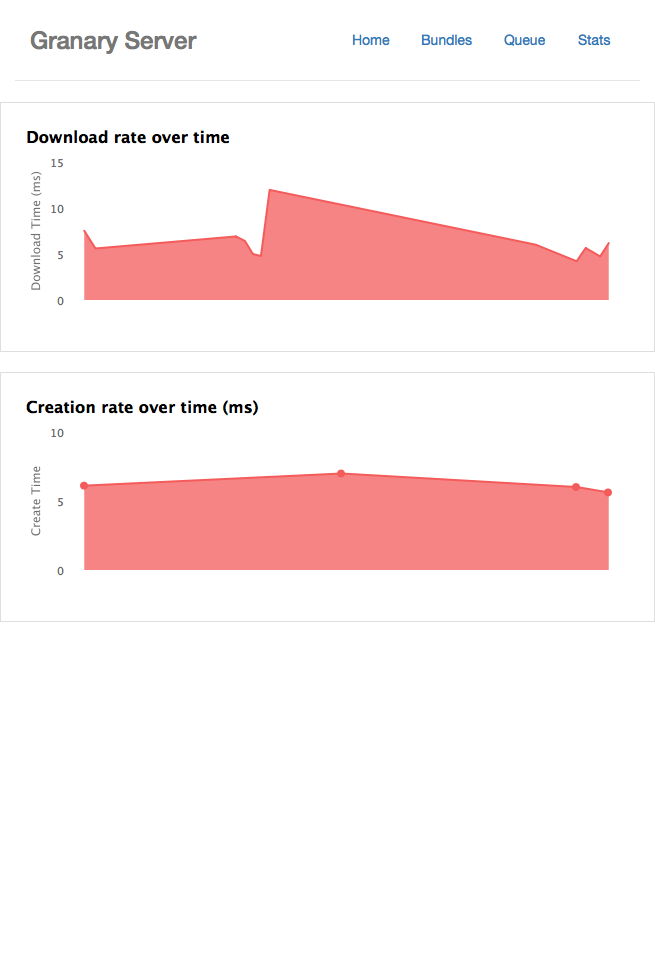 Granary Server
Home Bundles Queue Stats
Download rate over time
15
10
5
0
Download Time (ms)
Creation rate over time (ms)
10
5
0
Create Time